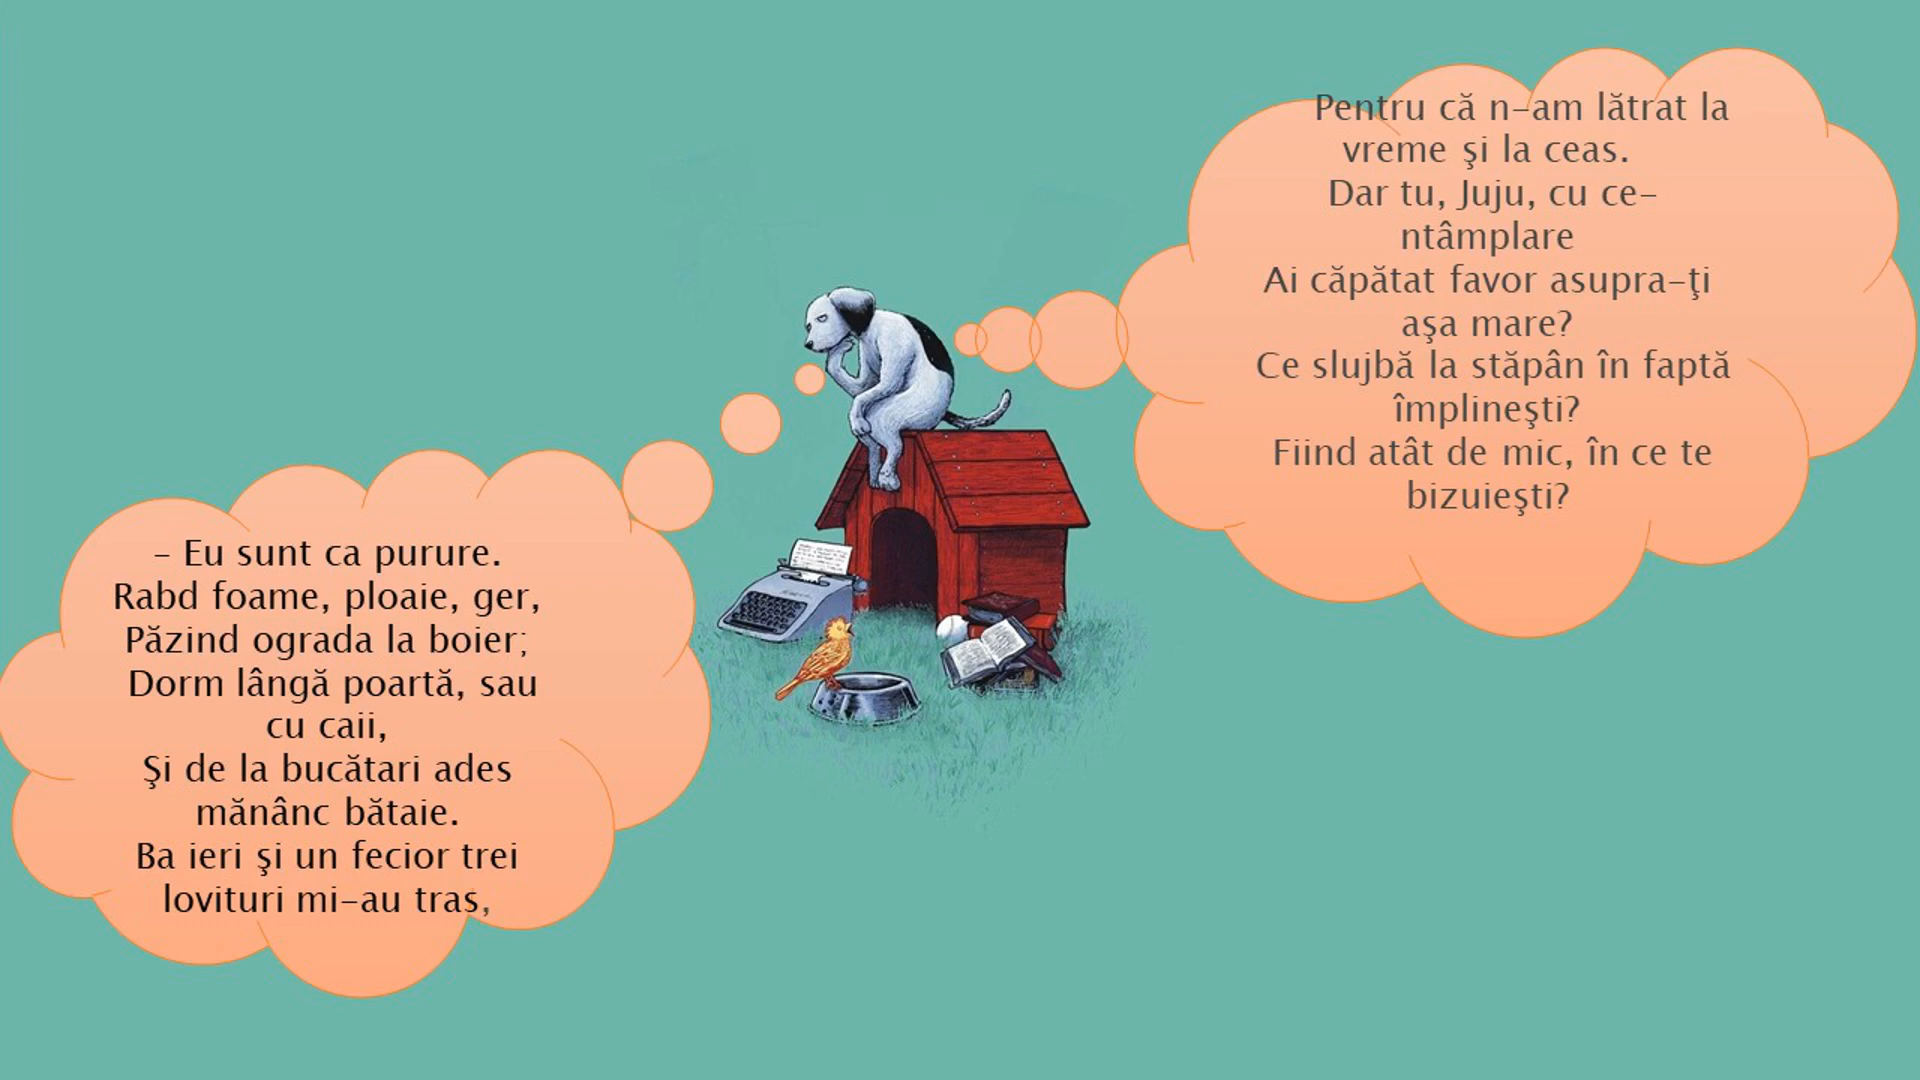 – Eu sunt ca purure.
Rabd foame, ploaie, ger,
Păzind ograda la boier;
Dorm lângă poartă, sau
cu caii,
Şi de la bucătari ades
mănânc bătaie.
Ba ieri şi un fecior trei
lovituri mi-au tras,
Pentru că n-am lătrat la
vreme şi la ceas.
Dar tu, Juju, cu ce-
ntâmplare
Ai căpătat favor asupra-ţi
aşa mare?
Ce slujbă la stăpân în faptă
împlineşti?
Fiind atât de mic, în ce te
bizuieşti?